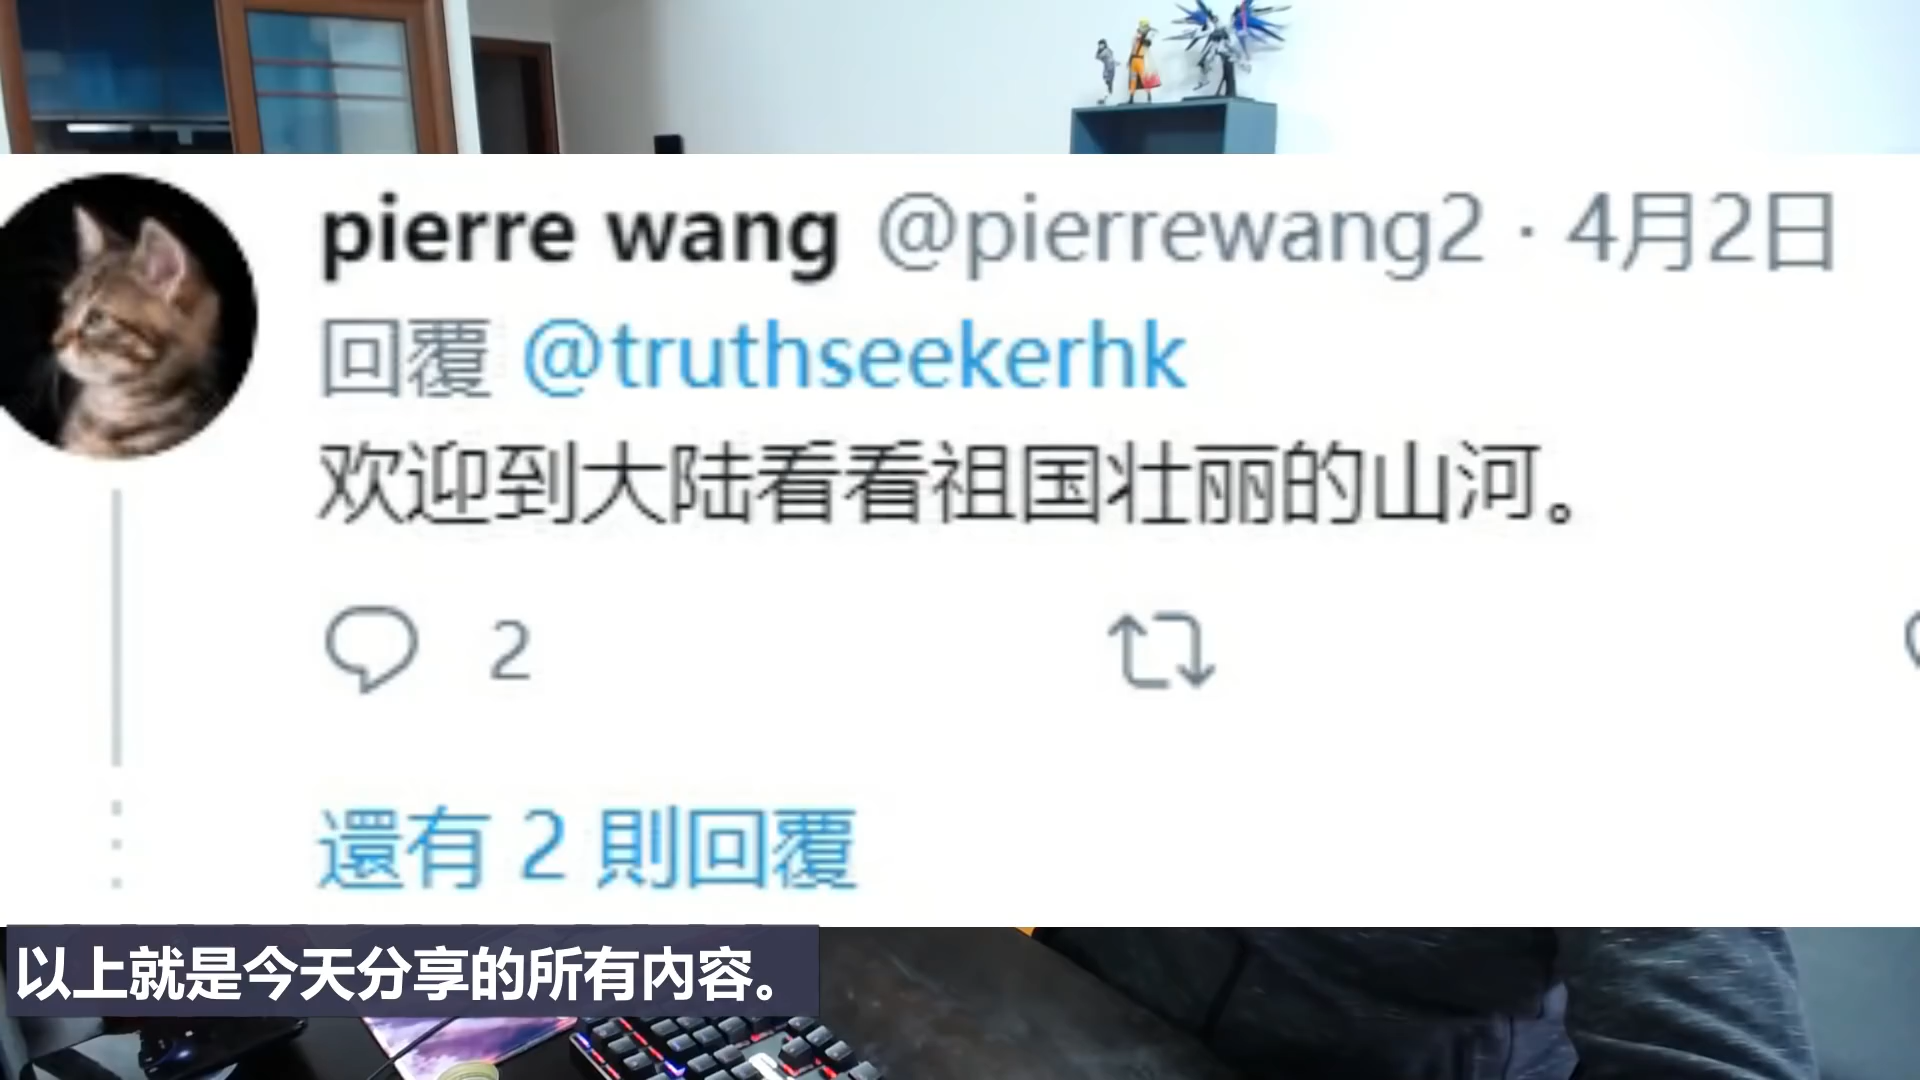 pierre wang @pierrewang2 · 4月2日
回覆 @truthseekerhk
欢迎到大陆看看祖国壮丽的山河。
2
還有 2 則回覆
以上就是今天分享的所有内容。